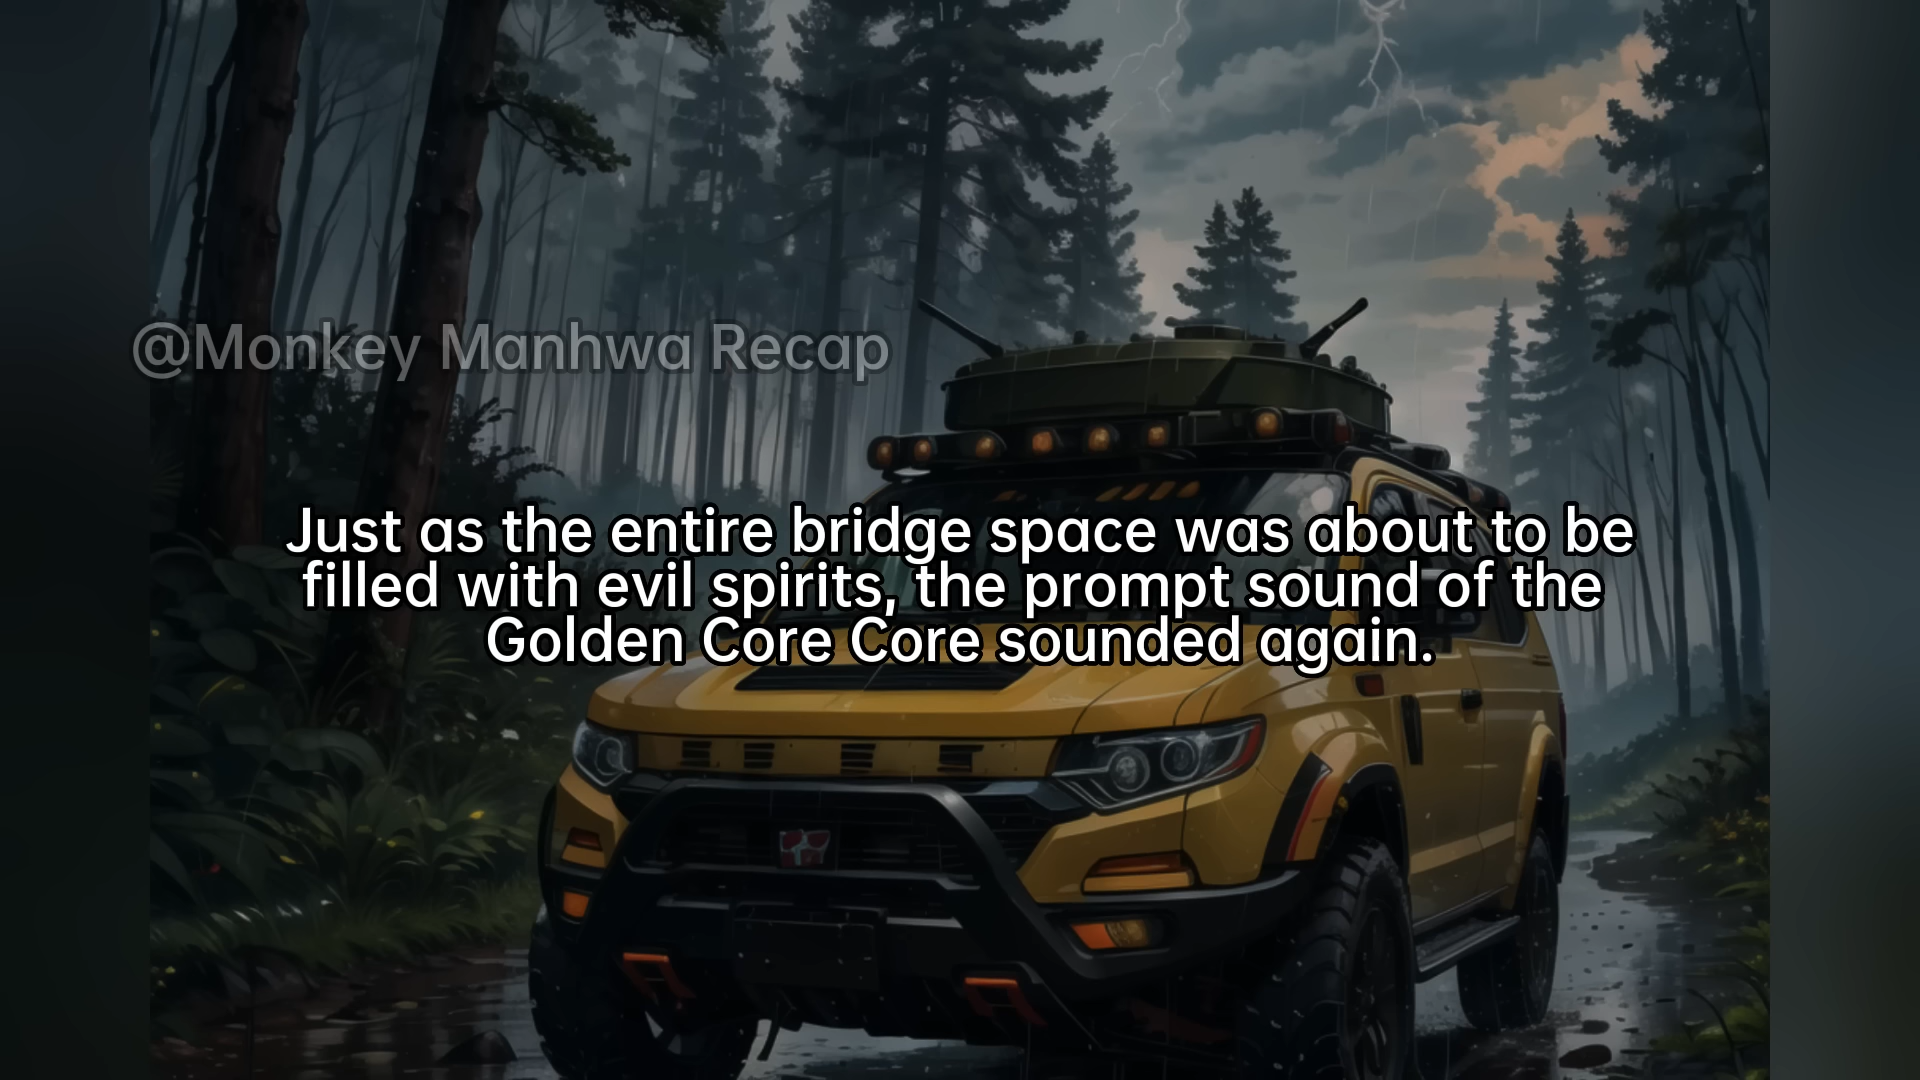 @Monkey Manhwa Recap
Just as the entire bridge space was about to be
filled with evil spirits, the prompt sound of the
Golden Core Core sounded again.